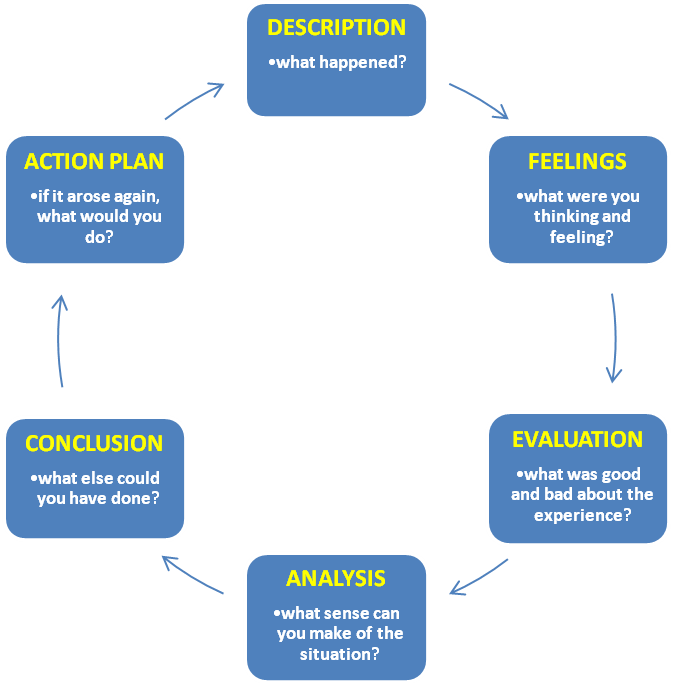 DESCRIPTION
•what happened?
FEELINGS
•what were you
thinking and
feeling?
EVALUATION
•what was good
and bad about the
experience?
ANALYSIS
•what sense can
you make of the
situation?
CONCLUSION
•what else could
you have done?
ACTION PLAN
•if it arose again,
what would you
do?